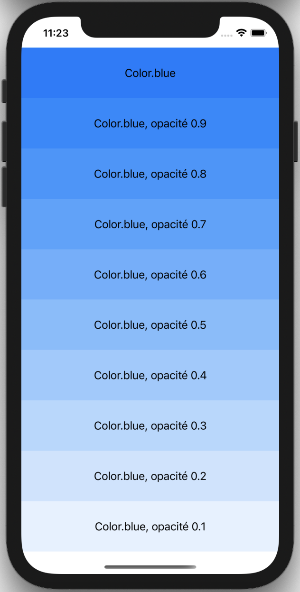 11:23
Color.blue
Color.blue, opacité 0.9
Color.blue, opacité 0.8
Color.blue, opacité 0.7
Color.blue, opacité 0.6
Color.blue, opacité 0.5
Color.blue, opacité 0.4
Color.blue, opacité 0.3
Color.blue, opacité 0.2
Color.blue, opacité 0.1